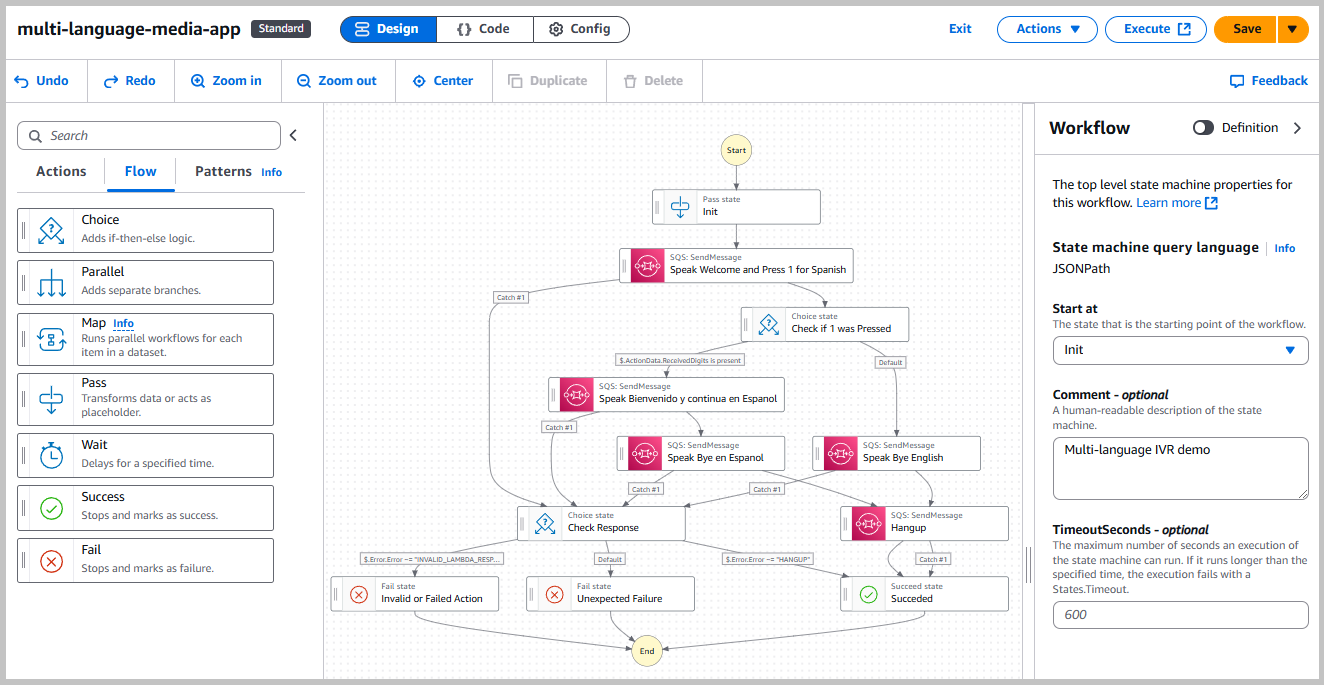 multi-language-media-app
Standard
Design
Code
Config
Exit
Actions
Execute
Save
Undo
Redo
Zoom in
Zoom out
Center
Duplicate
Delete
Feedback
Search
Actions
Flow
Patterns
Info
Choice
Adds if-then-else logic.
Parallel
Adds separate branches.
Map Info
Runs parallel workflows for each
item in a dataset.
Pass
Transforms data or acts as
placeholder.
Wait
Delays for a specified time.
Success
Stops and marks as success.
Fail
Stops and marks as failure.
Start
Pass state
Init
SQS: SendMessage
Speak Welcome and Press 1 for Spanish
Catch #1
Choice state
Check if 1 was Pressed
$.ActionData.ReceivedDigits is present
Default
SQS: SendMessage
Speak Bienvenido y continua en Espanol
Catch #1
SQS: SendMessage
Speak Bye en Espanol
SQS: SendMessage
Speak Bye English
Catch #1
Catch #1
Choice state
Check Response
SQS: SendMessage
Hangup
$.Error.Error ~= "INVALID_LAMBDA_RESP...
Default
$.Error.Error ~= "HANGUP"
Catch #1
Fail state
Invalid or Failed Action
Fail state
Unexpected Failure
Succeed state
Succeded
End
Workflow
Definition
The top level state machine properties for
this workflow. Learn more
State machine query language
Info
JSONPath
Start at
The state that is the starting point of the workflow.
Init
Comment - optional
A human-readable description of the state
machine.
Multi-language IVR demo
TimeoutSeconds - optional
The maximum number of seconds an execution of
the state machine can run. If it runs longer than the
specified time, the execution fails with a
States.Timeout.
600